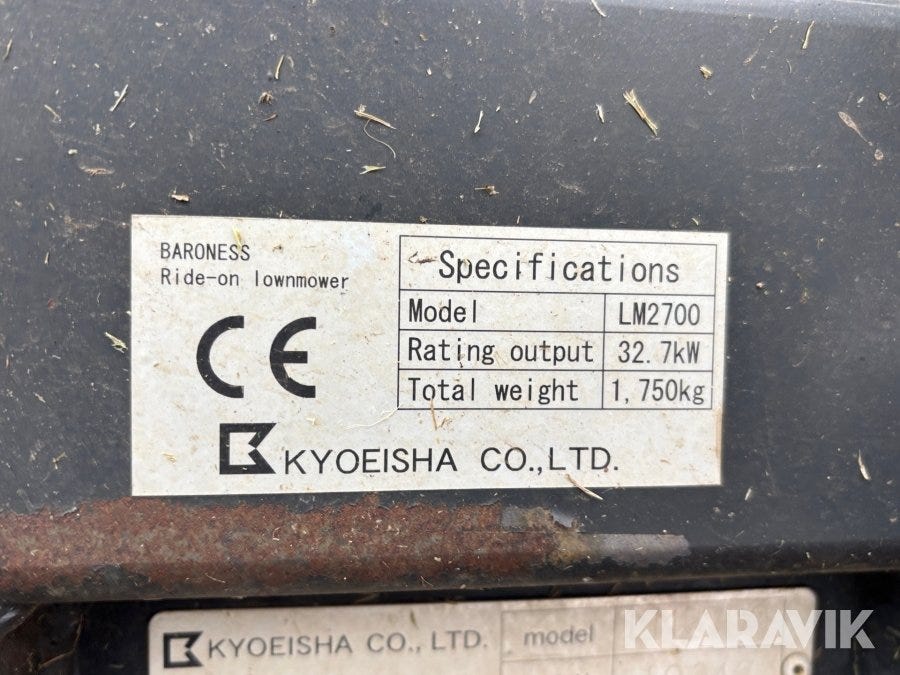 BARONESS
Ride-on lownmower
CE
Specifications
Model LM2700
Rating output 32.7kW
Total weight 1,750kg
KYOEISHA CO.,LTD.
KYOEISHA CO., LTD. model
KLARAVIK